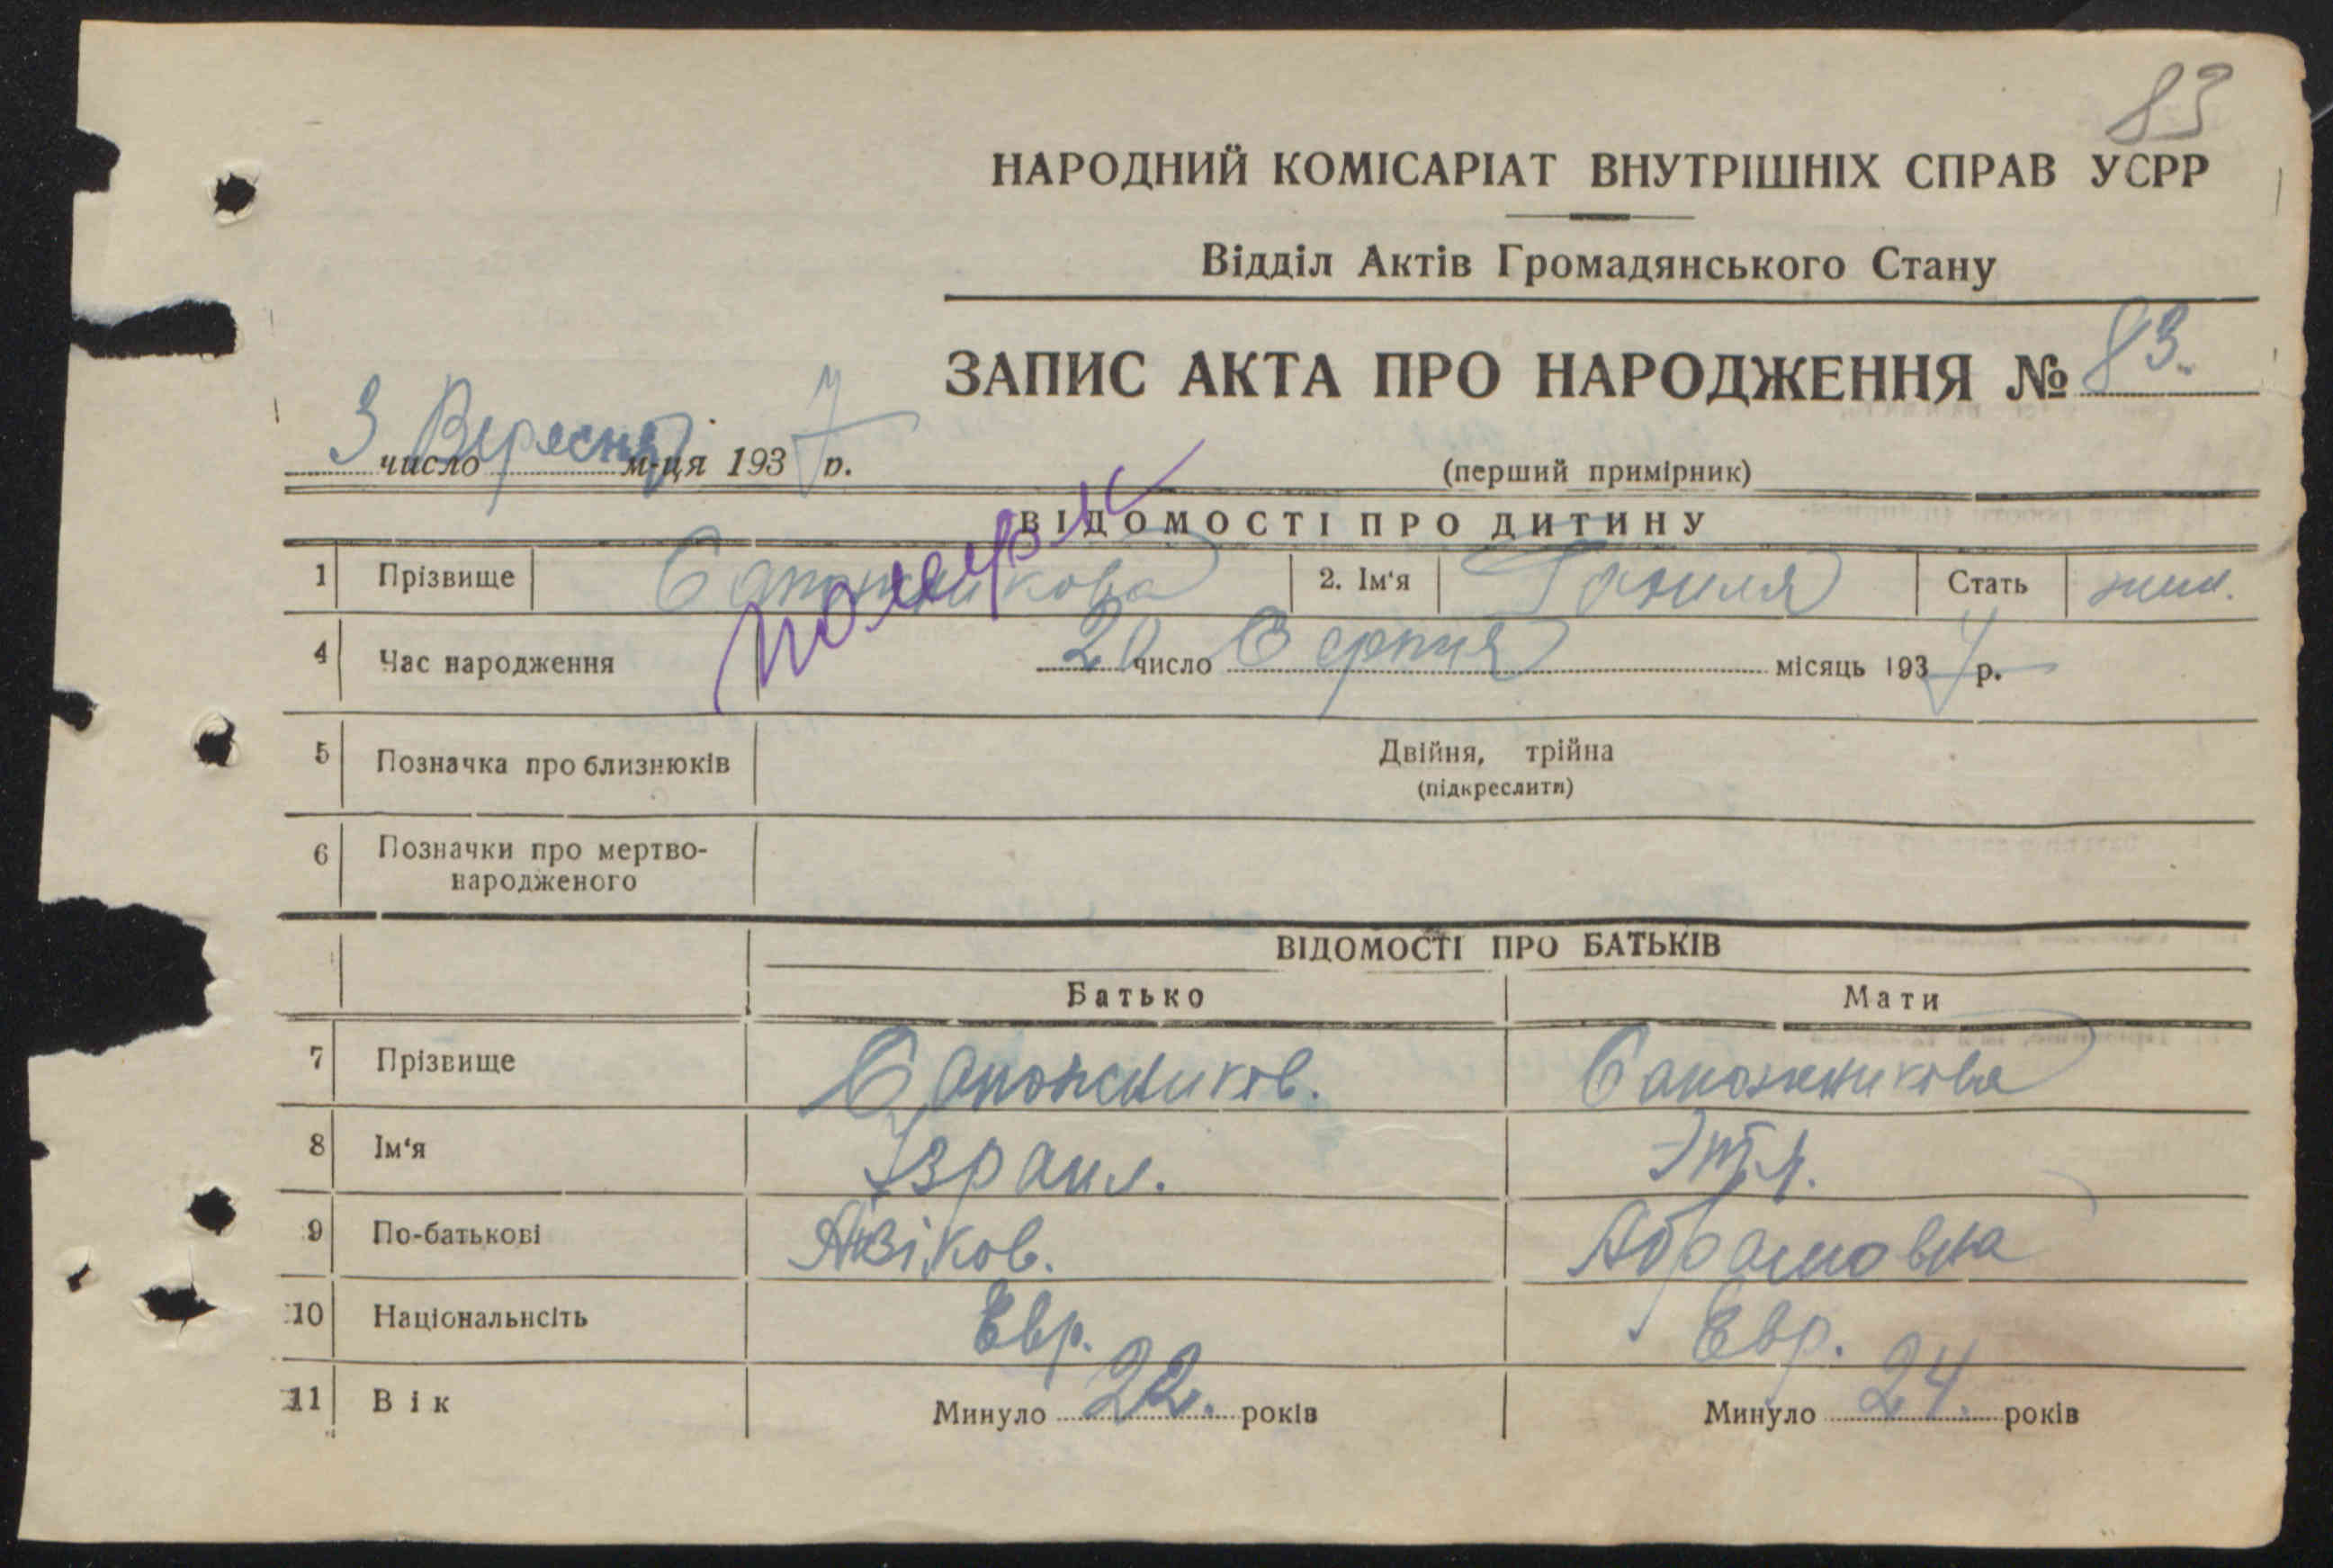 83
НАРОДНИЙ КОМІСАРІАТ ВНУТРІШНІХ СПРАВ УСРР
Відділ Актів Громадянського Стану
ЗАПИС АКТА ПРО НАРОДЖЕННЯ № 83.
3 число Вересня м-ця 1937 р.
(перший примірник)
ВІДОМОСТІ ПРО ДИТИНУ
1 Прізвище Сапожникова 2. Ім'я Стать жін.
4 Час народження 20 число Серпня місяць 1937 р.
5 Позначка про близнюків Двійня, трійна
(підкреслити)
6 Позначки про мертво-
народженого
ВІДОМОСТІ ПРО БАТЬКІВ
Батько Мати
7 Прізвище Сапожников. Сапожникова
8 Ім'я Ізраил. Этя.
9 По-батькові Абрамовна
10 Національнсіть Евр. Евр.
11 Вік Минуло 22. років Минуло 24. років